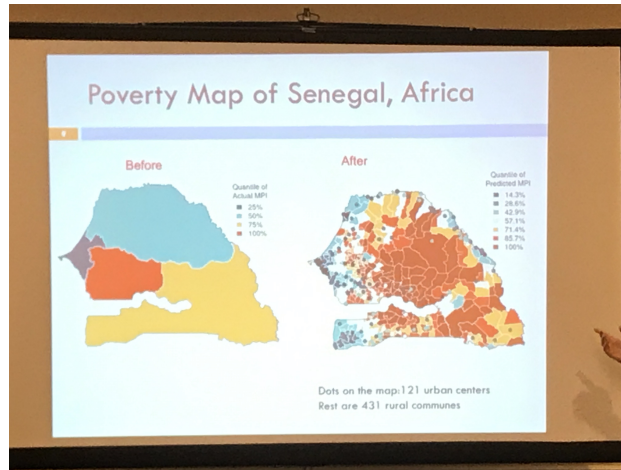 Poverty Map of Senegal, Africa
Before
After
Quantile of
Actual MPI
25%
50%
75%
100%
Quantile of
Predicted MPI
14.3%
28.6%
42.9%
57.1%
71.4%
85.7%
100%
Dots on the map:121 urban centers
Rest are 431 rural communes